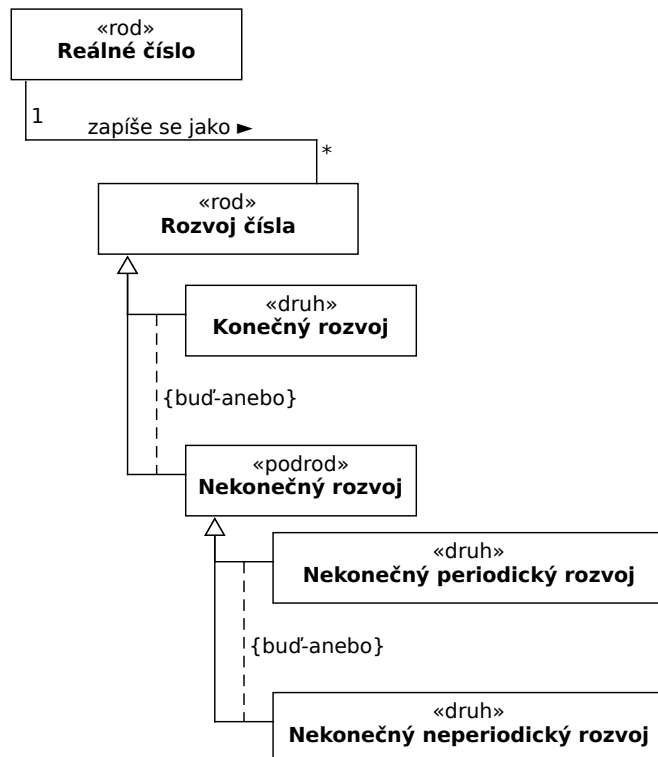 «rod»
Reálné číslo
1
zapíše se jako ►
*
«rod»
Rozvoj čísla
«druh»
Konečný rozvoj
{buď-anebo}
«podrod»
Nekonečný rozvoj
«druh»
Nekonečný periodický rozvoj
{buď-anebo}
«druh»
Nekonečný neperiodický rozvoj